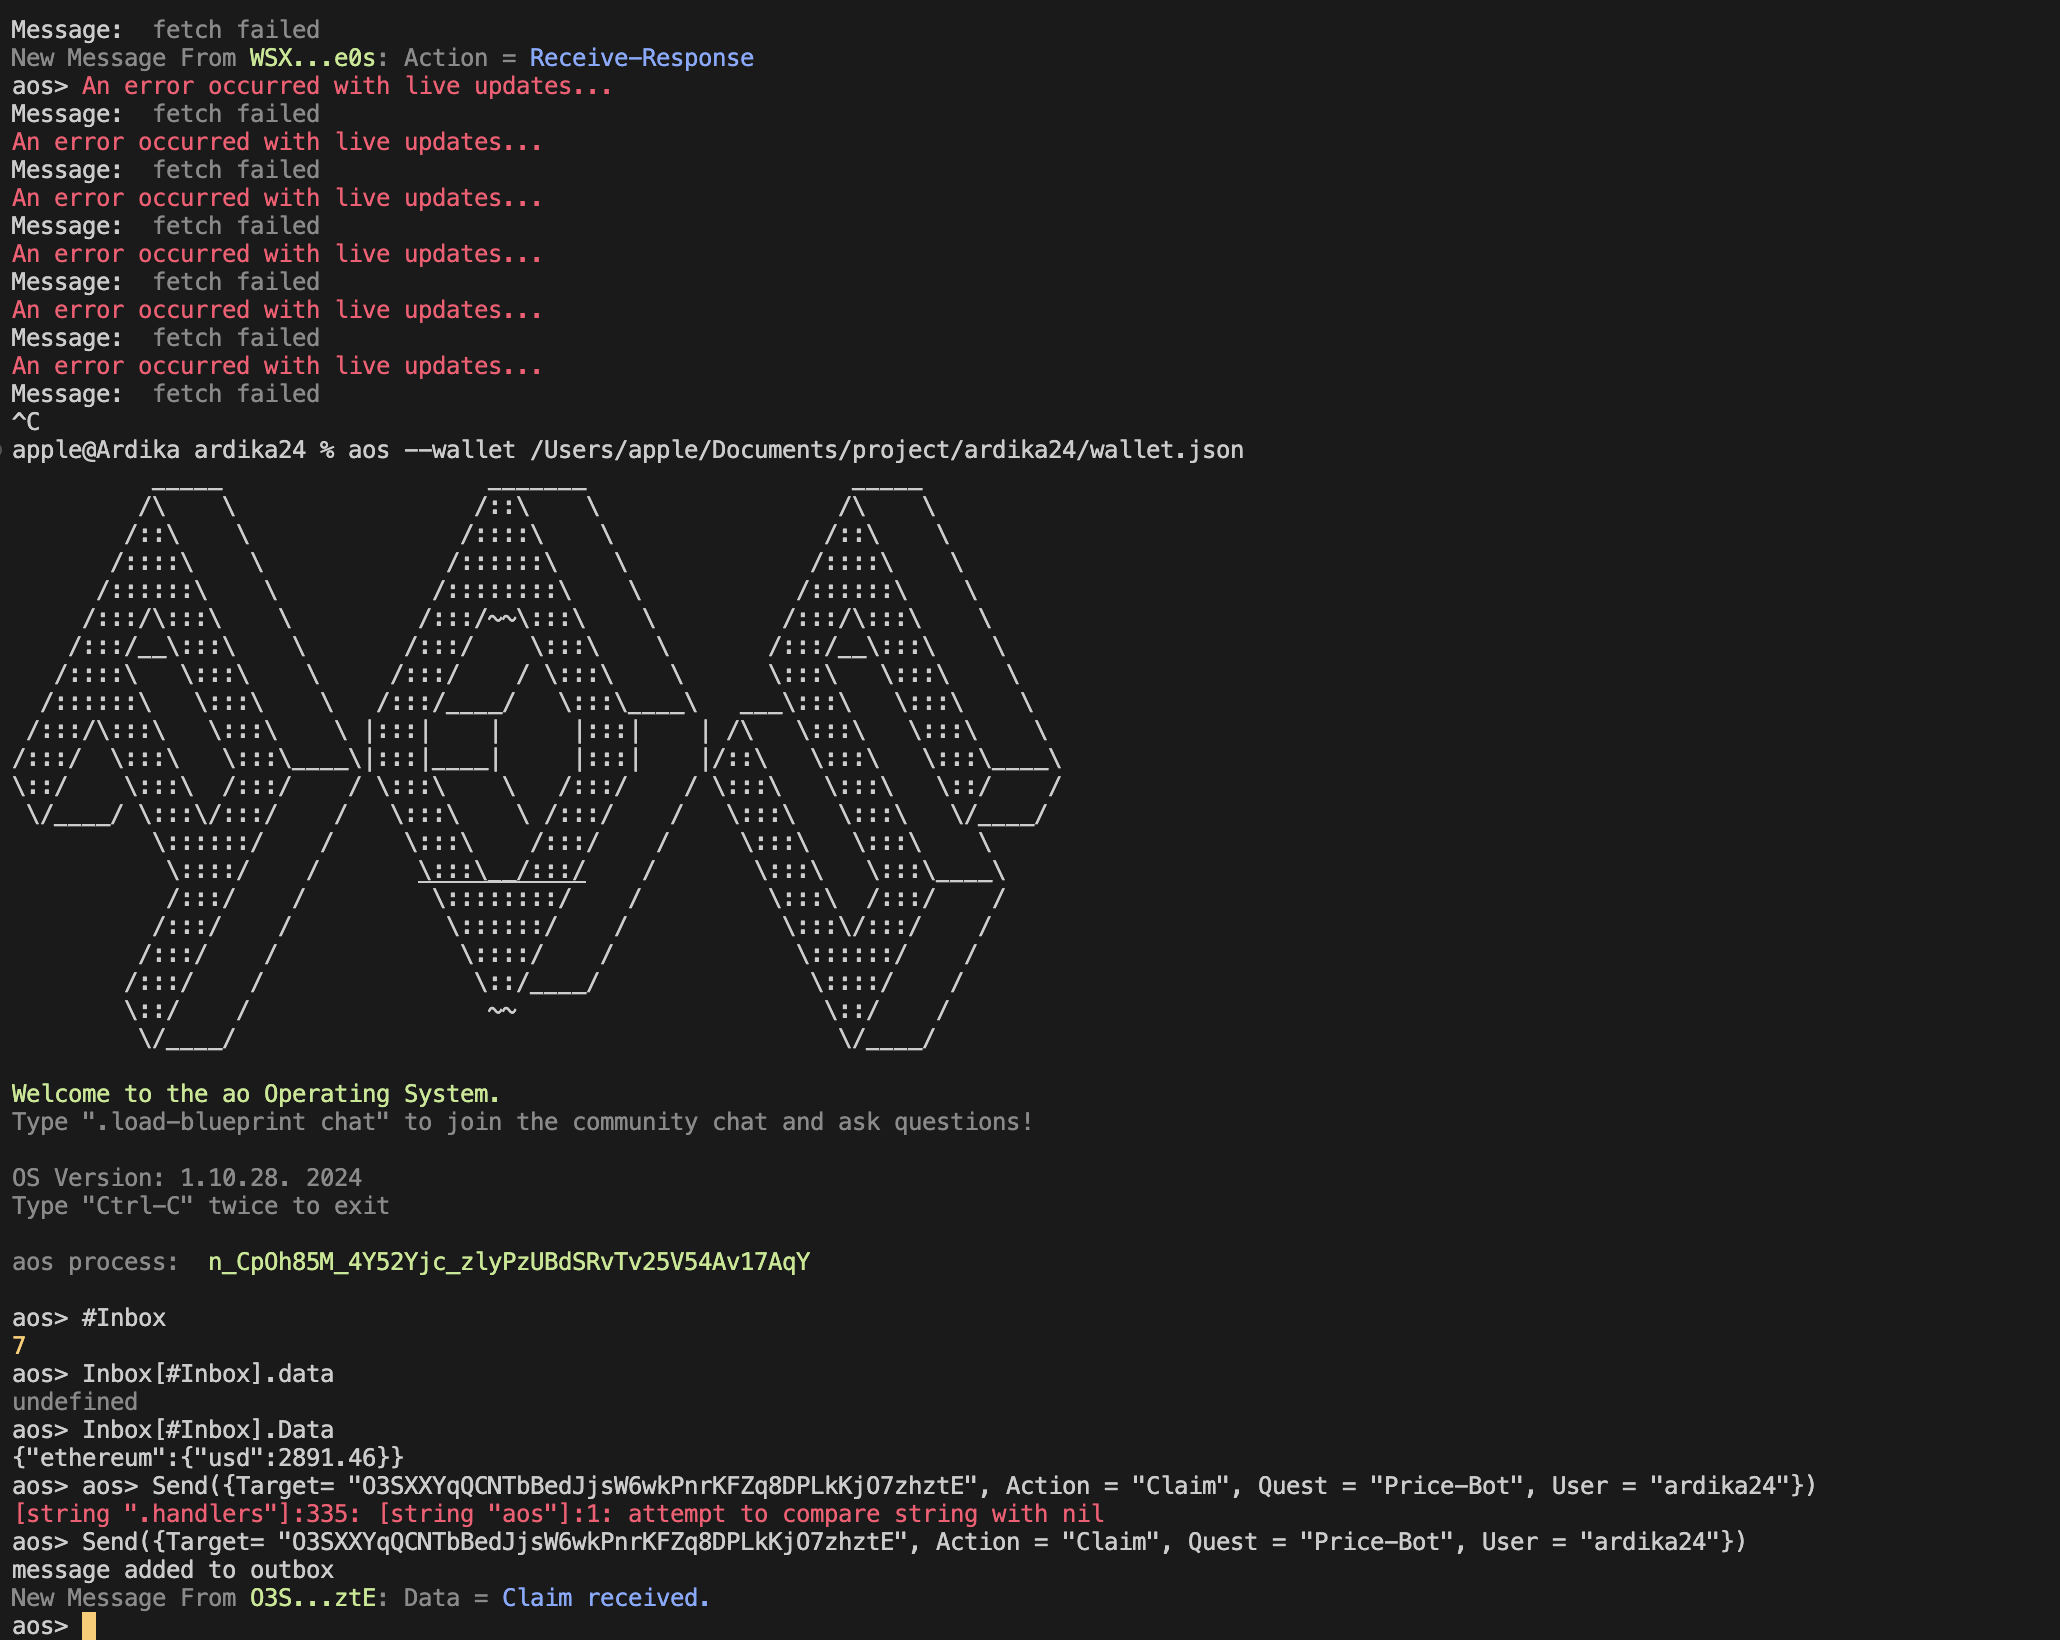 Message:  fetch failed
New Message From WSX...e0s: Action = Receive-Response
aos> An error occurred with live updates...
Message:  fetch failed
An error occurred with live updates...
Message:  fetch failed
An error occurred with live updates...
Message:  fetch failed
An error occurred with live updates...
Message:  fetch failed
An error occurred with live updates...
Message:  fetch failed
An error occurred with live updates...
Message:  fetch failed
^C
apple@Ardika ardika24 % aos --wallet /Users/apple/Documents/project/ardika24/wallet.json
Welcome to the ao Operating System.
Type ".load-blueprint chat" to join the community chat and ask questions!
OS Version: 1.10.28. 2024
Type "Ctrl-C" twice to exit
aos process:  n_CpOh85M_4Y52Yjc_zlyPzUBdSRvTv25V54Av17AqY
aos> #Inbox
7
aos> Inbox[#Inbox].data
undefined
aos> Inbox[#Inbox].Data
{"ethereum":{"usd":2891.46}}
aos> aos> Send({Target= "O3SXXYqQCNTbBedJjsW6wkPnrKFZq8DPLkKjO7zhztE", Action = "Claim", Quest = "Price-Bot", User = "ardika24"})
[string ".handlers"]:335: [string "aos"]:1: attempt to compare string with nil
aos> Send({Target= "O3SXXYqQCNTbBedJjsW6wkPnrKFZq8DPLkKjO7zhztE", Action = "Claim", Quest = "Price-Bot", User = "ardika24"})
message added to outbox
New Message From O3S...ztE: Data = Claim received.
aos>